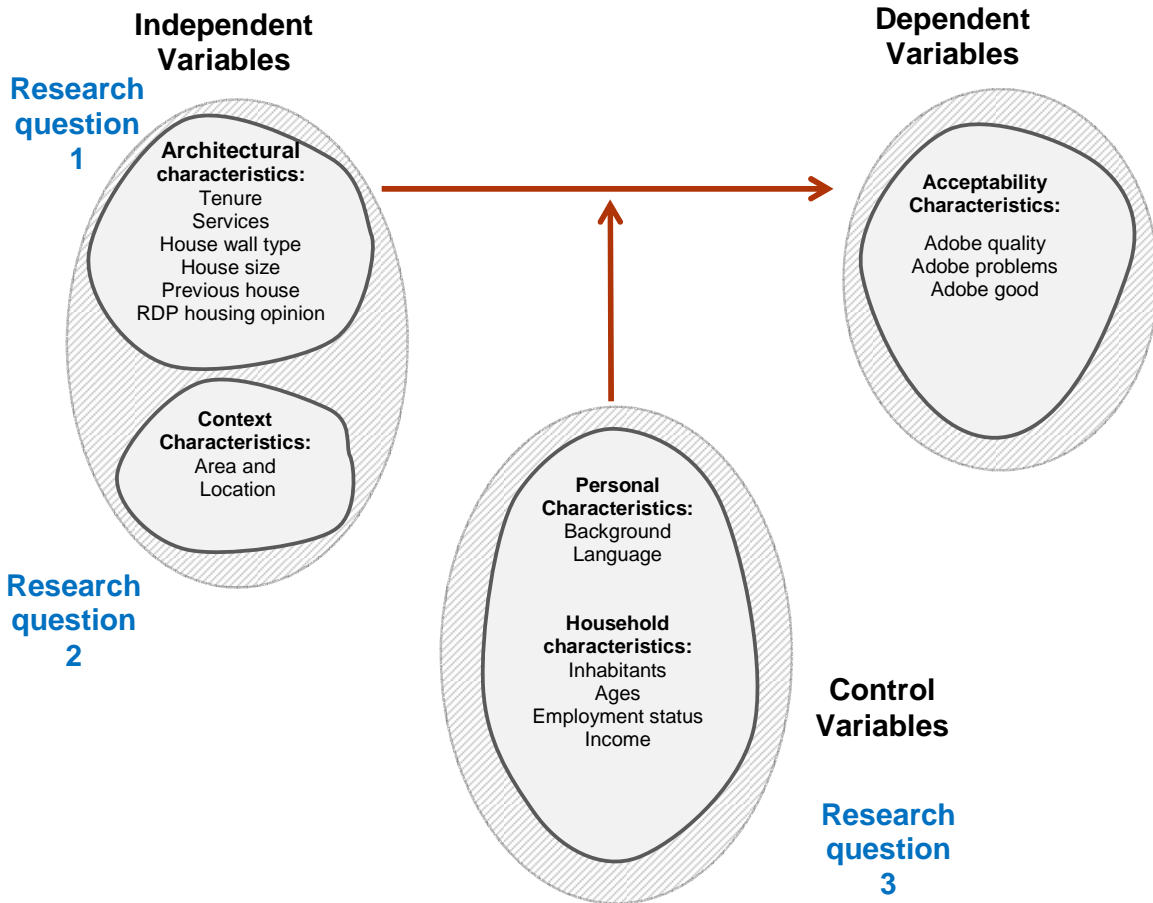 Independent
Variables
Research
question
1
Architectural
characteristics:
Tenure
Services
House wall type
House size
Previous house
RDP housing opinion
Context
Characteristics:
Area and
Location
Research
question
2
Dependent
Variables
Acceptability
Characteristics:
Adobe quality
Adobe problems
Adobe good
Personal
Characteristics:
Background
Language
Household
characteristics:
Inhabitants
Ages
Employment status
Income
Control
Variables
Research
question
3